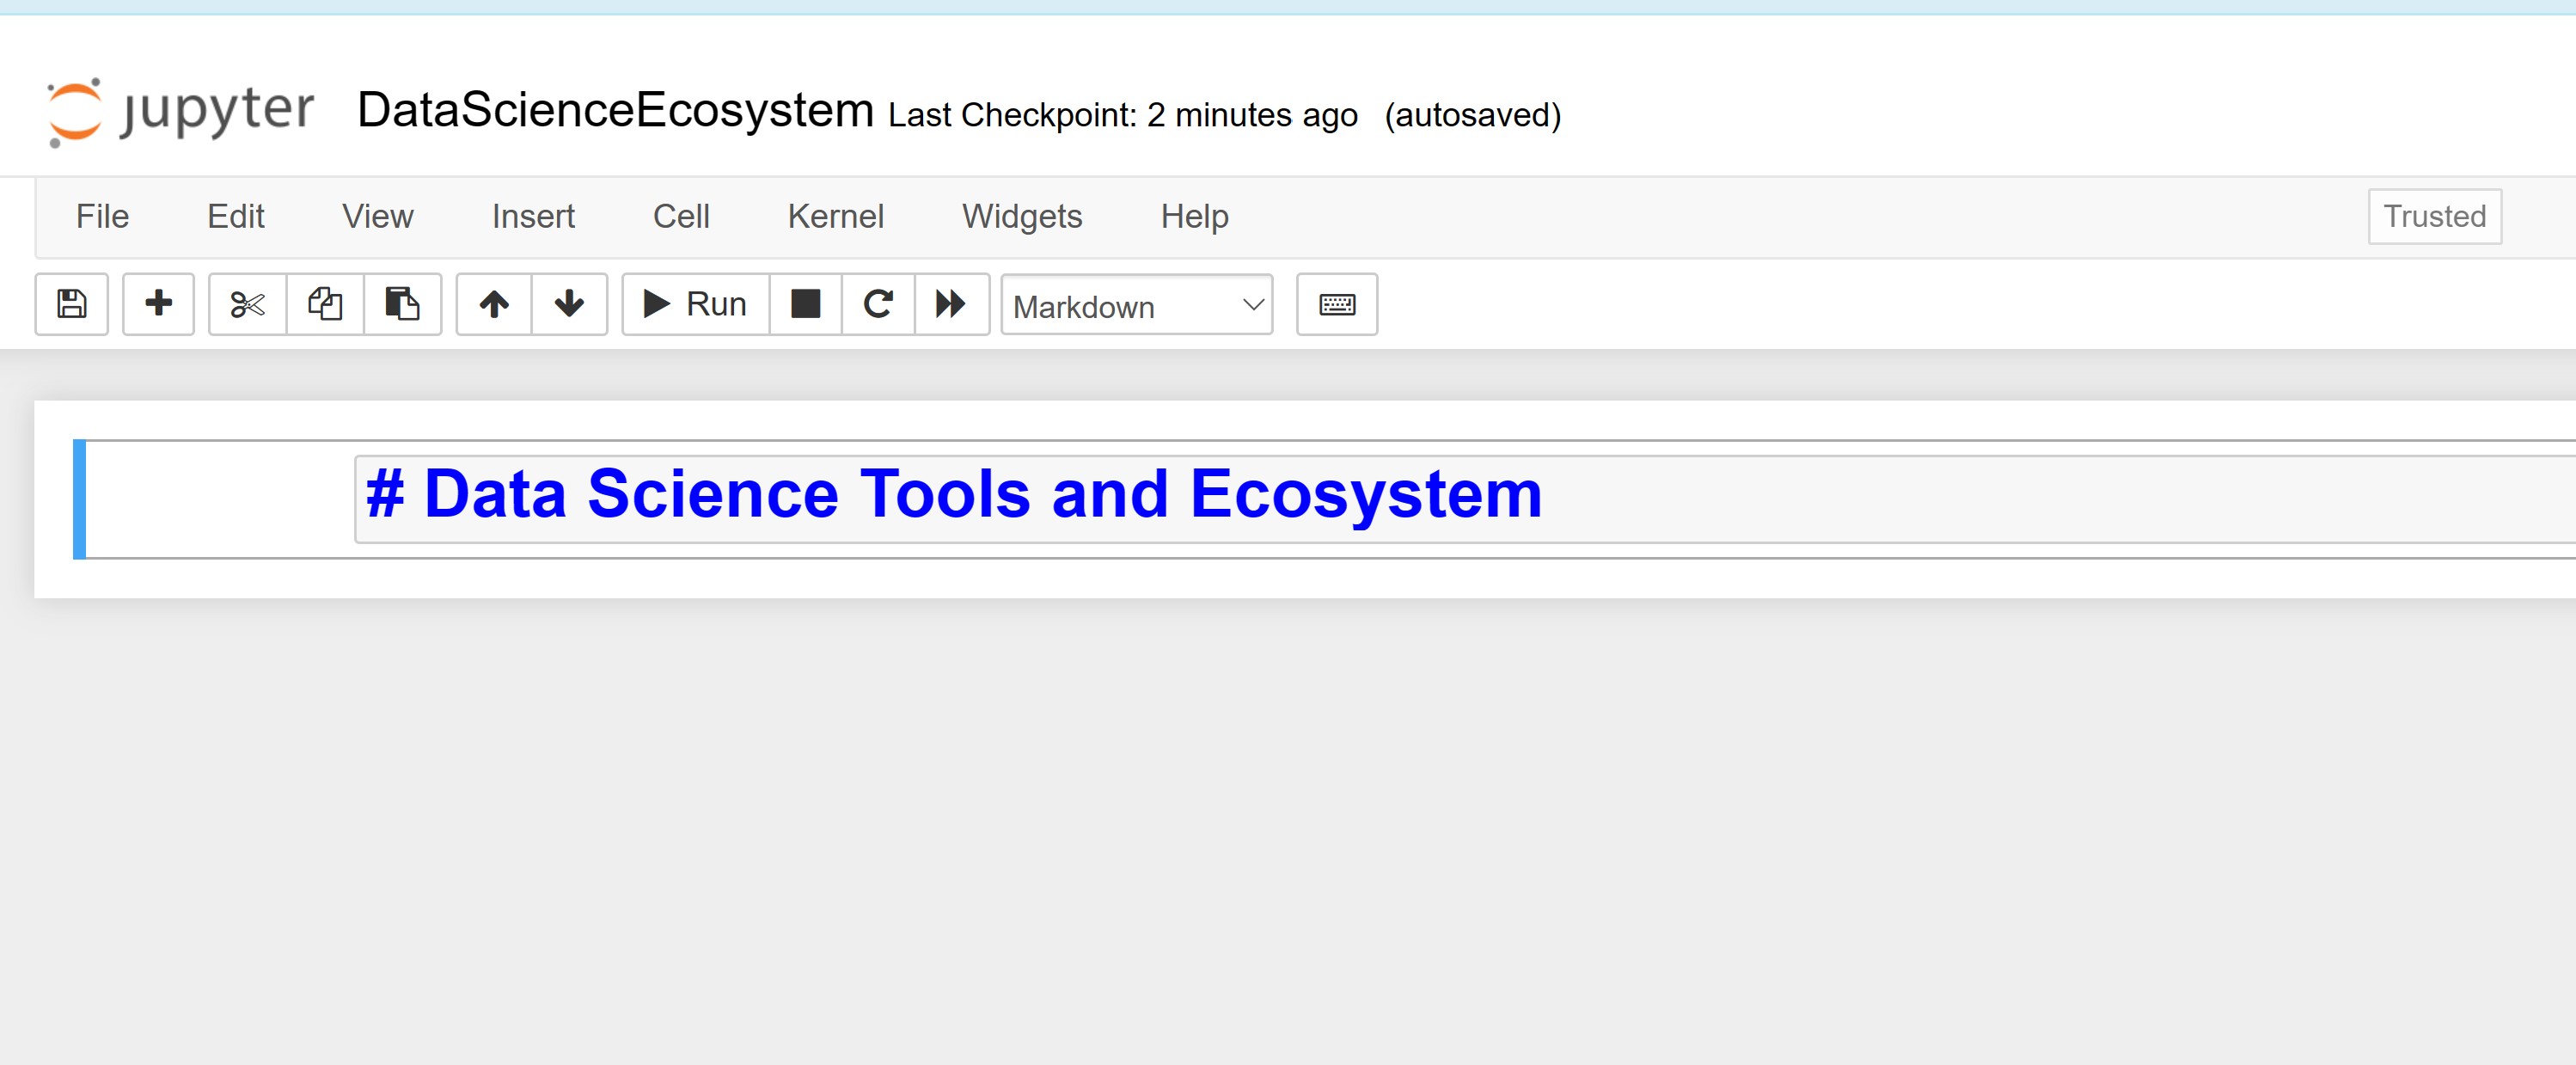 jupyter DataScienceEcosystem Last Checkpoint: 2 minutes ago (autosaved)
File Edit View Insert Cell Kernel Widgets Help Trusted
Run Markdown
# Data Science Tools and Ecosystem